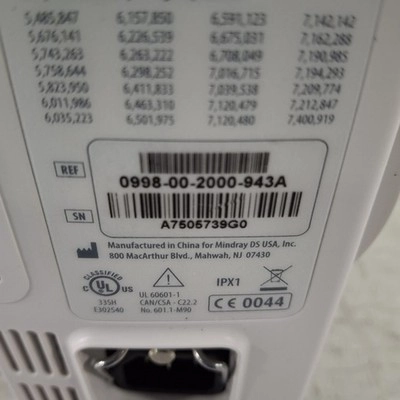 5,485,847 6,157,850 6,591,123 7,142,142
5,676,141 6,226,539 6,675,031 7,162,288
5,743,263 6,263,222 6,708,049 7,190,985
5,758,644 6,298,252 7,016,715 7,194,293
5,823,950 6,411,833 7,039,538 7,209,774
6,011,986 6,463,310 7,120,479 7,212,847
6,035,223 6,501,975 7,120,480 7,400,919
REF
0998-00-2000-943A
SN
A7505739G0
Manufactured in China for Mindray DS USA, Inc.
800 MacArthur Blvd., Mahwah, NJ 07430
CLASSIFIED
C UL US
335H
E302540
UL 60601-1
CAN/CSA - C22.2
No. 601.1-M90
IPX1
CE 0044